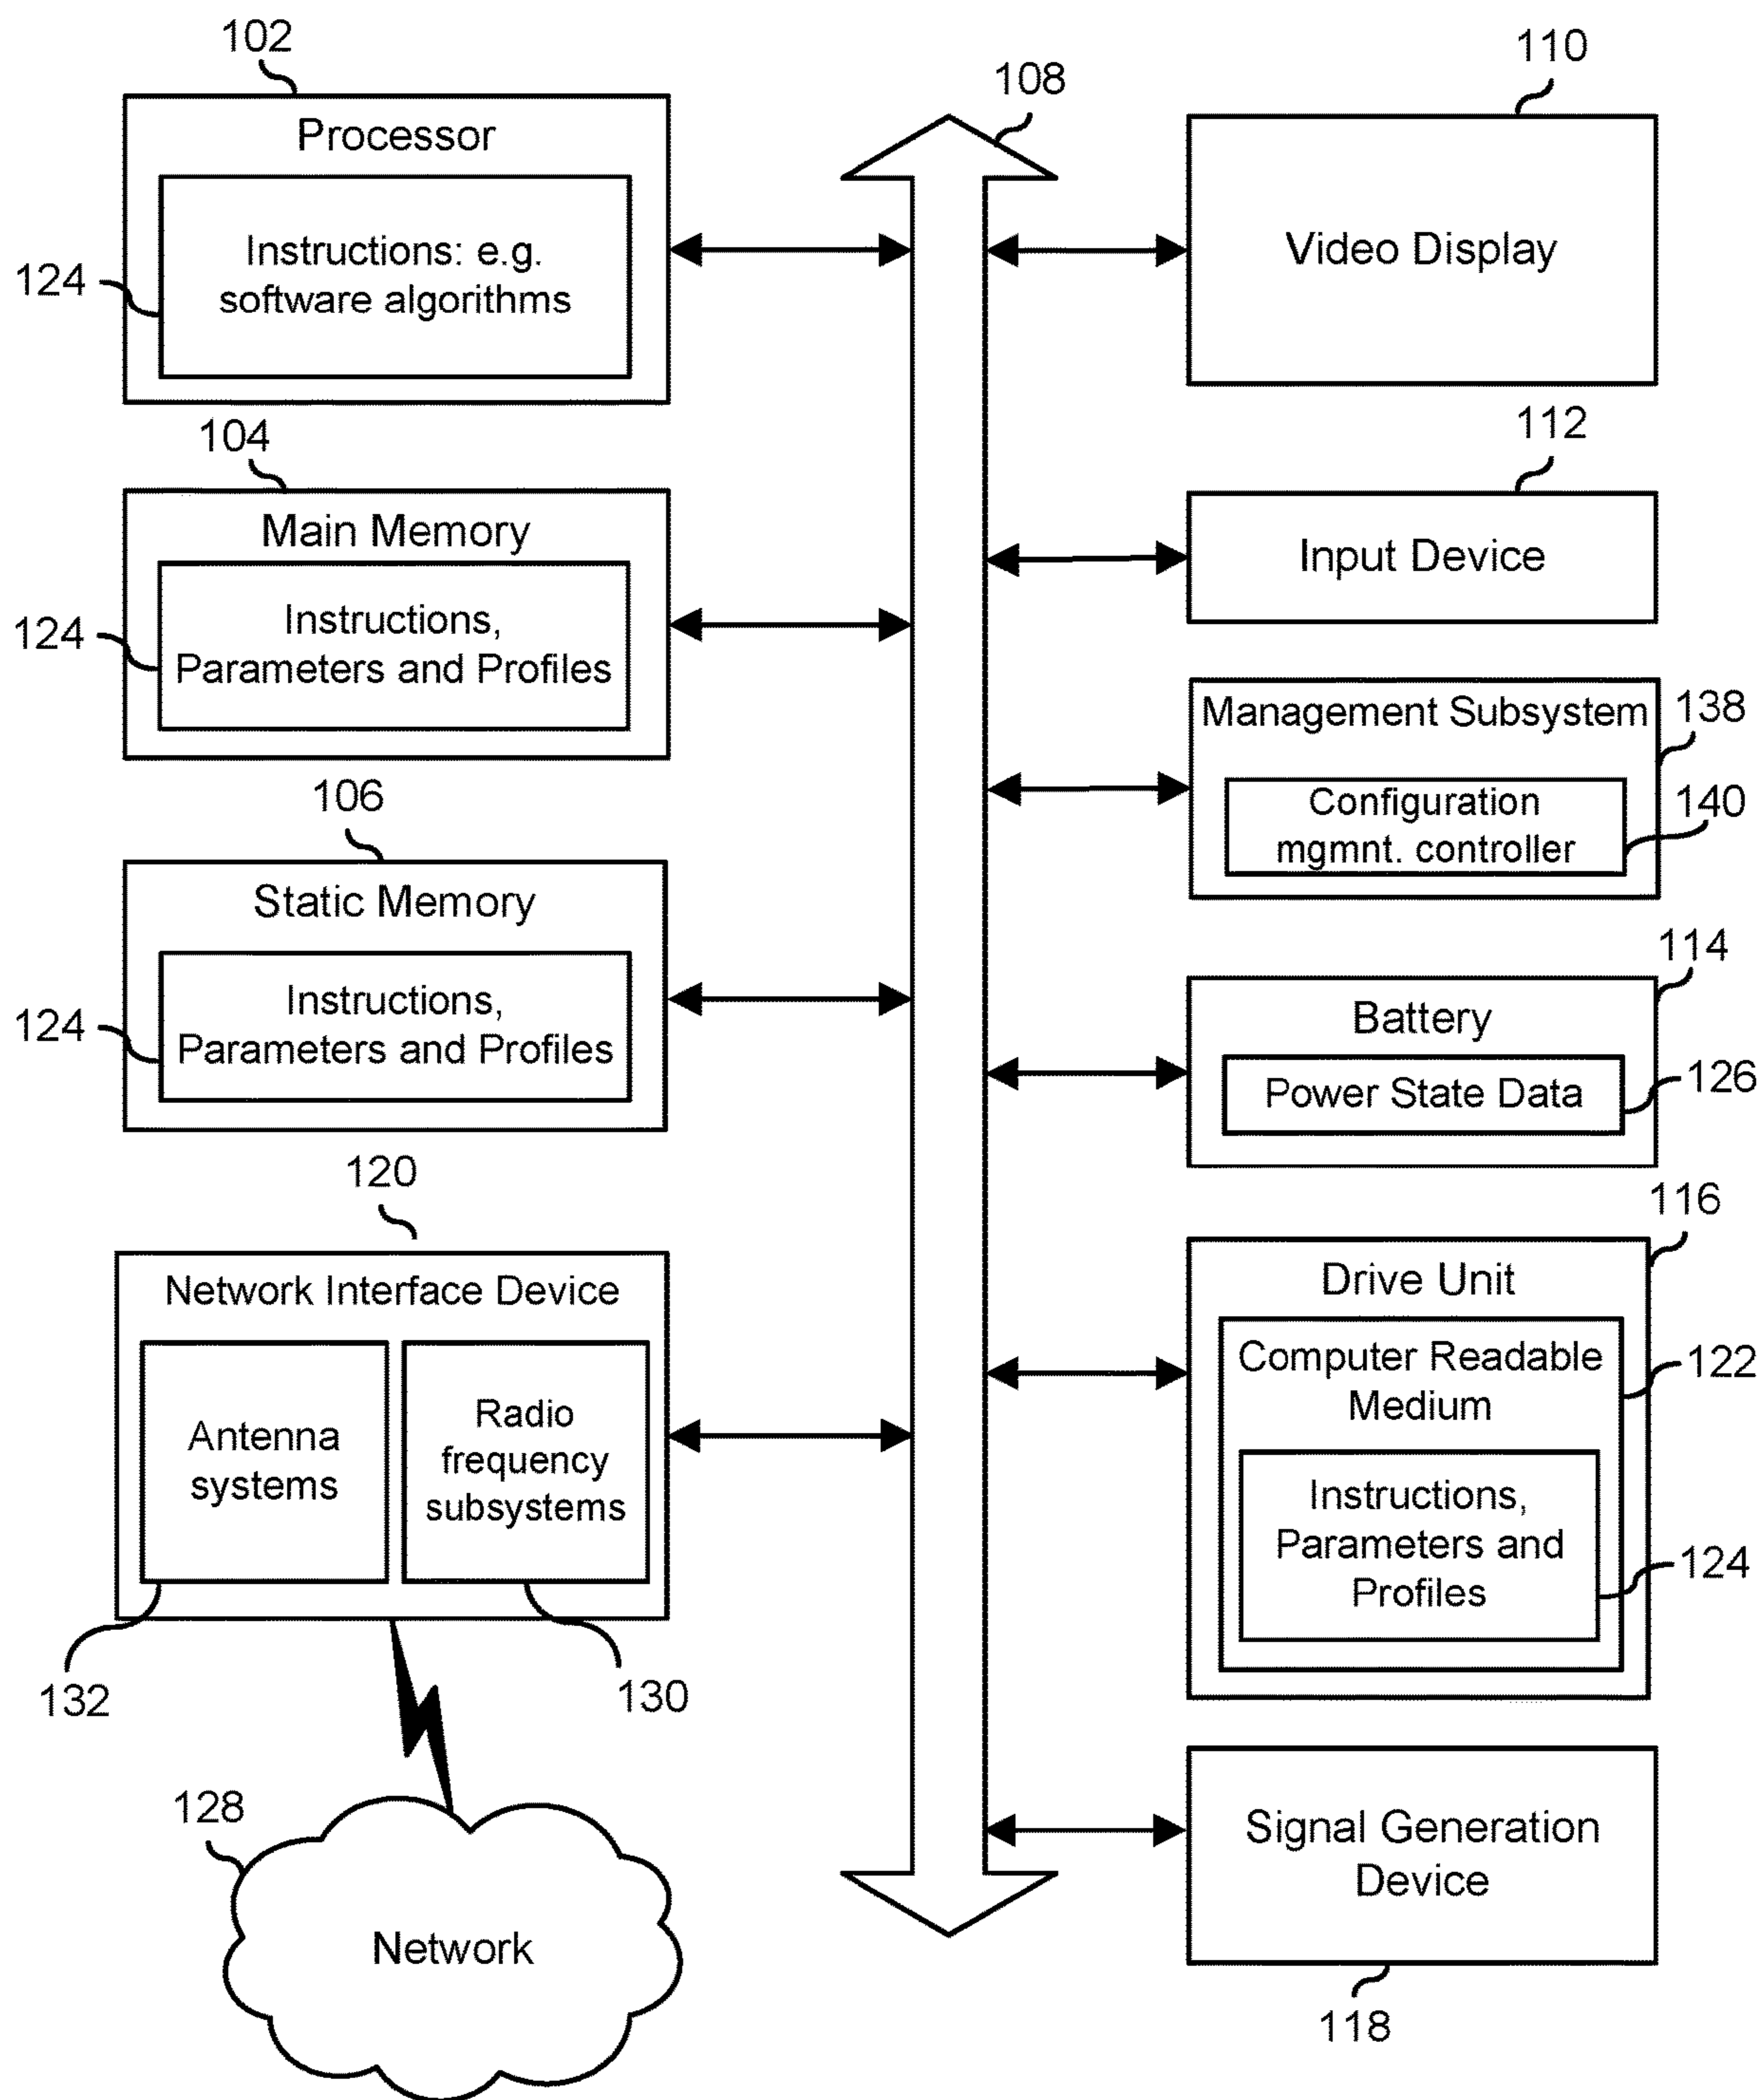 102
Processor
Instructions: e.g.
software algorithms
124
104
Main Memory
Instructions,
Parameters and Profiles
124
106
Static Memory
Instructions,
Parameters and Profiles
124
120
Network Interface Device
Antenna
systems
Radio
frequency
subsystems
132
130
128
Network
108
110
Video Display
112
Input Device
Management Subsystem
138
Configuration
mgmnt. controller
140
114
Battery
Power State Data
126
116
Drive Unit
Computer Readable
Medium
122
Instructions,
Parameters and
Profiles
124
Signal Generation
Device
118